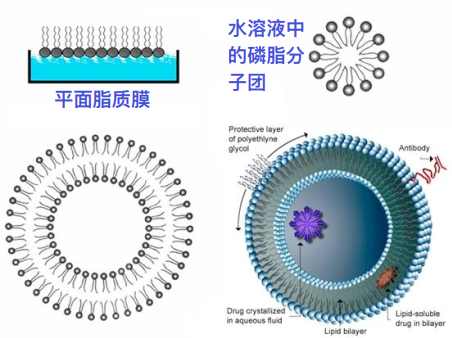 水溶液中
的磷脂分
子团
平面脂质膜
Protective layer
of polyethlyne
glycol
Antibody
Drug crystallized
in aqueous fluid
Lipid bilayer
Lipid-soluble
drug in bilayer